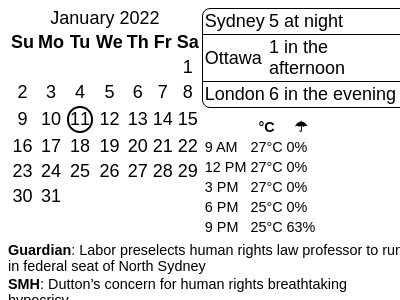 January 2022
Su Mo Tu We Th Fr Sa
1
2 3 4 5 6 7 8
9 10 11 12 13 14 15
16 17 18 19 20 21 22
23 24 25 26 27 28 29
30 31
Sydney 5 at night
Ottawa 1 in the
afternoon
London 6 in the evening
°C ☂
9 AM 27°C 0%
12 PM 27°C 0%
3 PM 27°C 0%
6 PM 25°C 0%
9 PM 25°C 63%
Guardian: Labor preselects human rights law professor to run
in federal seat of North Sydney
SMH: Dutton's concern for human rights breathtaking
hypocrisy